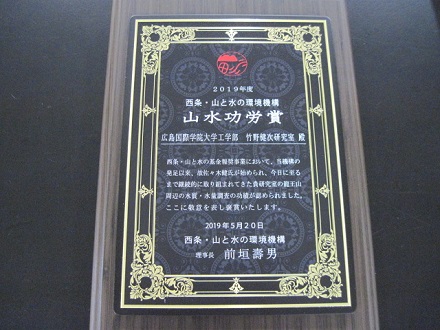 2019年度
西条・山と水の環境機構
山水功労賞
広島国際学院大学工学部 竹野健次研究室 殿
西条・山と水の基金報奨事業において、当機構の
発足以来、故佐々木健氏が始められ、今日に至る
まで継続的に取り組まれてきた貴研究室の龍王山
周辺の水質・水量調査の功績が認められました。
ここに敬意を表し褒賞いたします。
2019年5月20日
西条・山と水の環境機構
理事長 前垣壽男